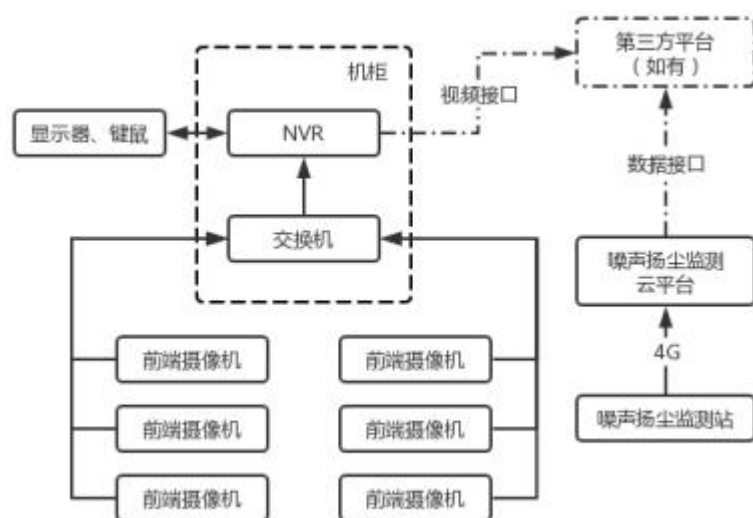 第三方平台
（如有）
机柜
视频接口
显示器、键鼠
NVR
数据接口
交换机
噪声扬尘监测
云平台
前端摄像机
前端摄像机
4G
前端摄像机
前端摄像机
噪声扬尘监测站
前端摄像机
前端摄像机